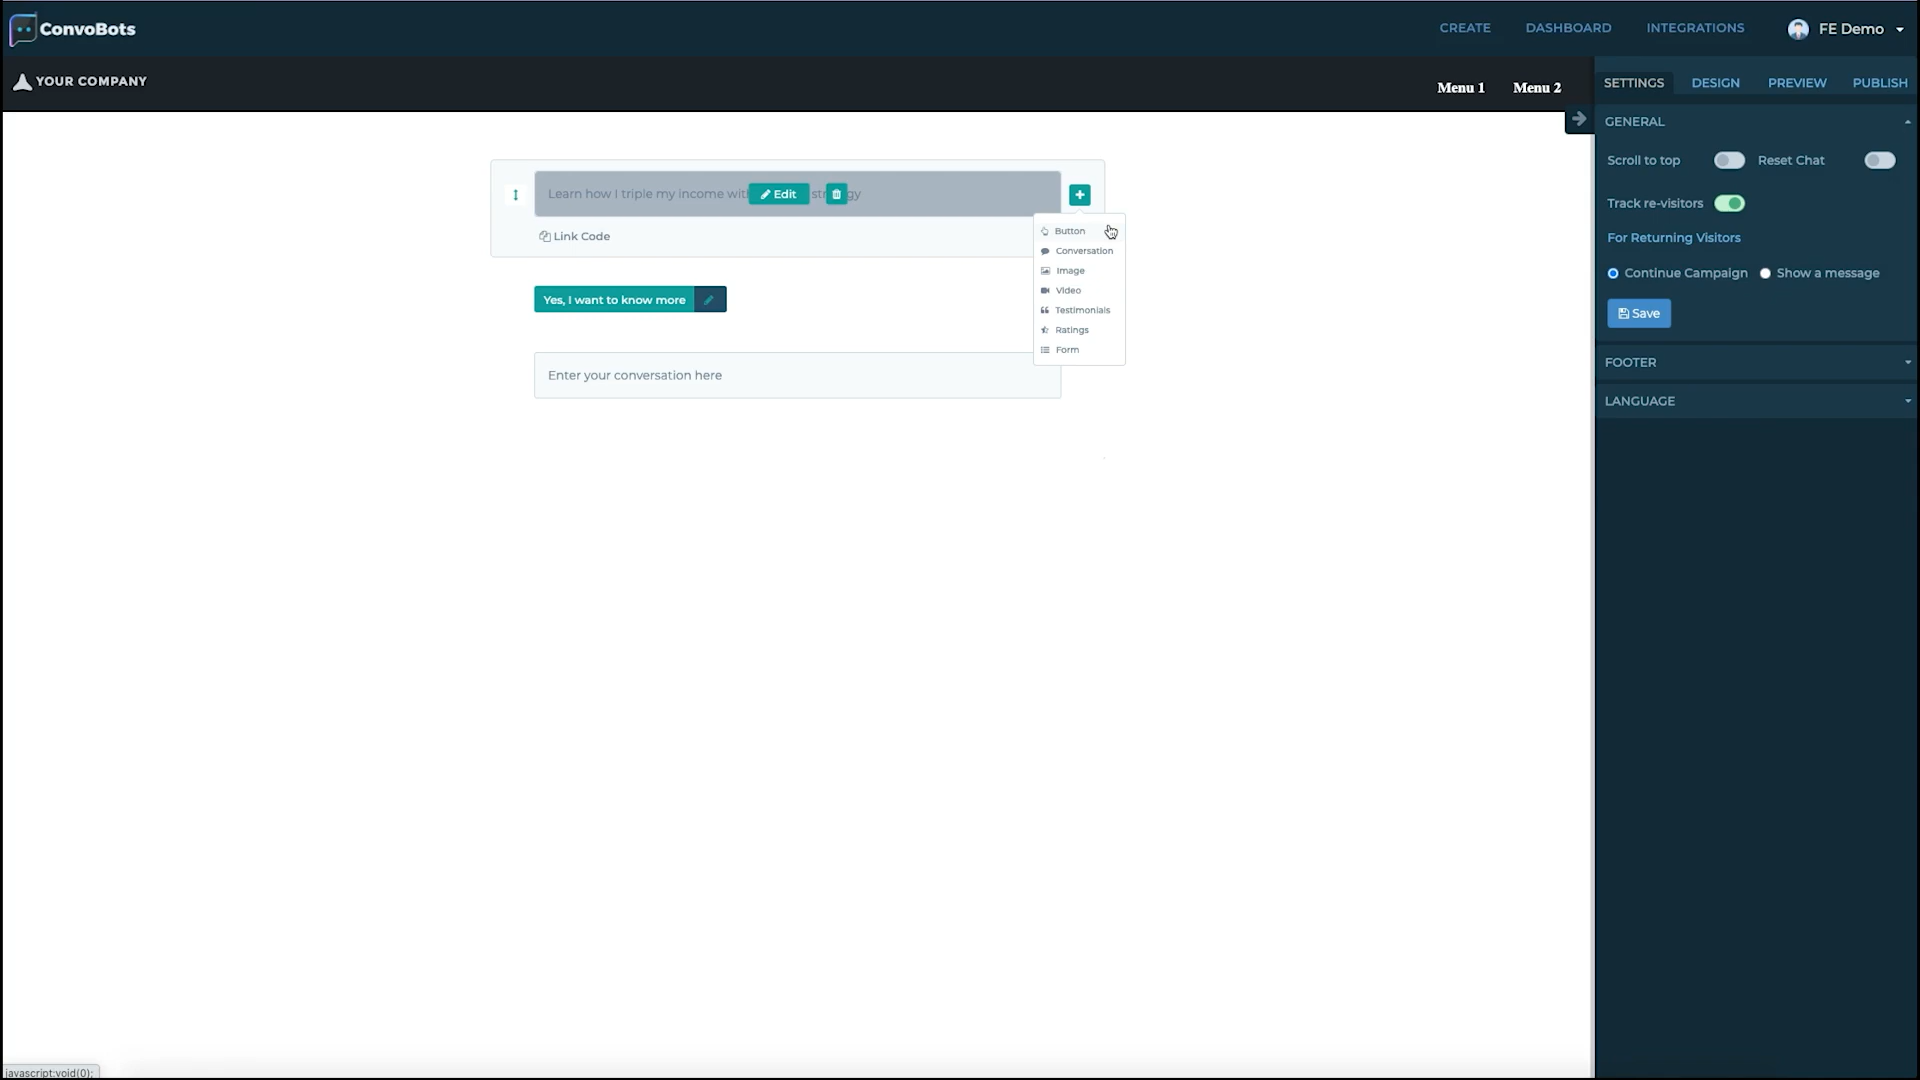 ConvoBots
CREATE
DASHBOARD
INTEGRATIONS
FE Demo
YOUR COMPANY
Menu 1
Menu 2
SETTINGS
DESIGN
PREVIEW
PUBLISH
GENERAL
Scroll to top
Reset Chat
Track re-visitors
For Returning Visitors
Continue Campaign
Show a message
Save
FOOTER
LANGUAGE
Learn how I triple my income
Edit
Link Code
Button
Conversation
Image
Video
Testimonials
Ratings
Form
Yes, I want to know more
Enter your conversation here
javascript:void(0);